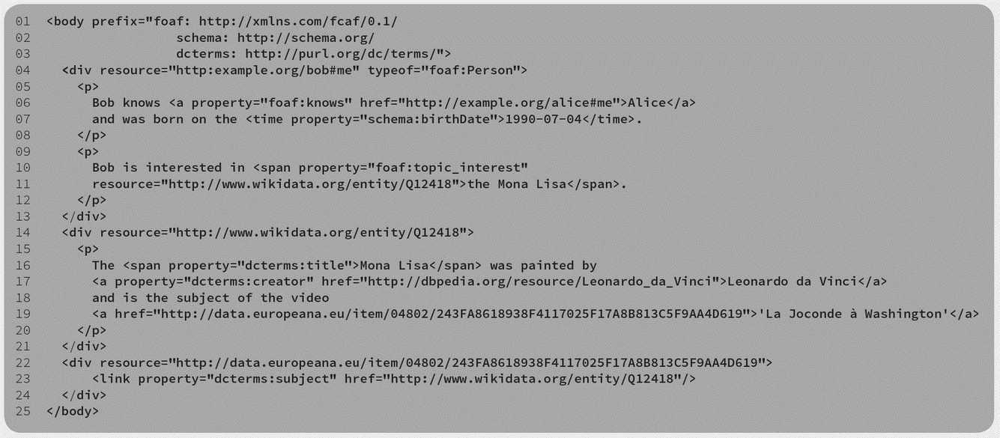 01 <body prefix="foaf: http://xmlns.com/fcaf/0.1/
02 schema: http://schema.org/
03 dcterms: http://purl.org/dc/terms/">
04 <div resource="http:example.org/bob#me" typeof="foaf:Person">
05 <p>
06 Bob knows <a property="foaf:knows" href="http://example.org/alice#me">Alice</a>
07 and was born on the <time property="schema:birthDate">1990-07-04</time>.
08 </p>
09 <p>
10 Bob is interested in <span property="foaf:topic_interest"
11 resource="http://www.wikidata.org/entity/Q12418">the Mona Lisa</span>.
12 </p>
13 </div>
14 <div resource="http://www.wikidata.org/entity/Q12418">
15 <p>
16 The <span property="dcterms:title">Mona Lisa</span> was painted by
17 <a property="dcterms:creator" href="http://dbpedia.org/resource/Leonardo_da_Vinci">Leonardo da Vinci</a>
18 and is the subject of the video
19 <a href="http://data.europeana.eu/item/04802/243FA8618938F4117025F17A8B813C5F9AA4D619">'La Joconde à Washington'</a>
20 </p>
21 </div>
22 <div resource="http://data.europeana.eu/item/04802/243FA8618938F4117025F17A8B813C5F9AA4D619">
23 <link property="dcterms:subject" href="http://www.wikidata.org/entity/Q12418"/>
24 </div>
25 </body>